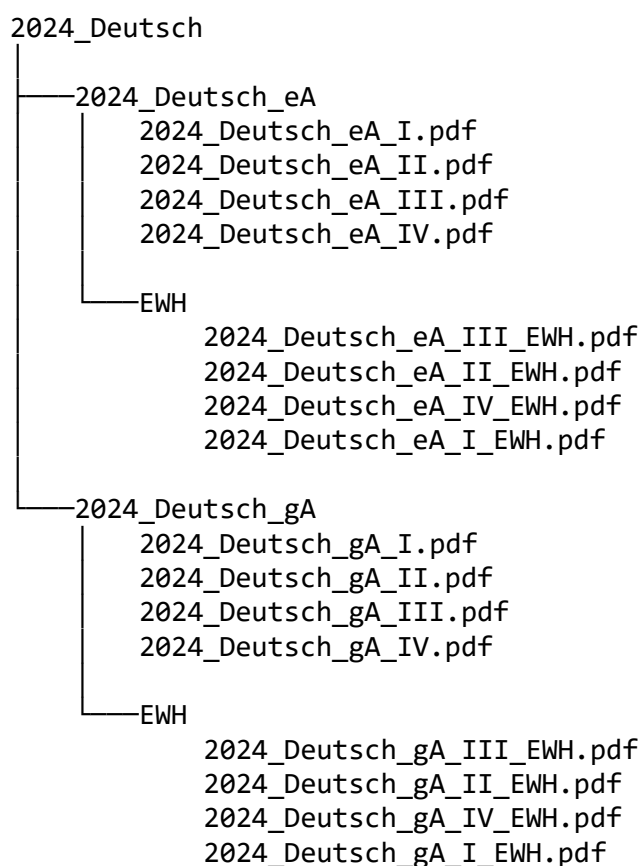 2024_Deutsch
2024_Deutsch_eA
2024_Deutsch_eA_I.pdf
2024_Deutsch_eA_II.pdf
2024_Deutsch_eA_III.pdf
2024_Deutsch_eA_IV.pdf
EWH
2024_Deutsch_eA_III_EWH.pdf
2024_Deutsch_eA_II_EWH.pdf
2024_Deutsch_eA_IV_EWH.pdf
2024_Deutsch_eA_I_EWH.pdf
2024_Deutsch_gA
2024_Deutsch_gA_I.pdf
2024_Deutsch_gA_II.pdf
2024_Deutsch_gA_III.pdf
2024_Deutsch_gA_IV.pdf
EWH
2024_Deutsch_gA_III_EWH.pdf
2024_Deutsch_gA_II_EWH.pdf
2024_Deutsch_gA_IV_EWH.pdf
2024_Deutsch_gA_I_EWH.pdf